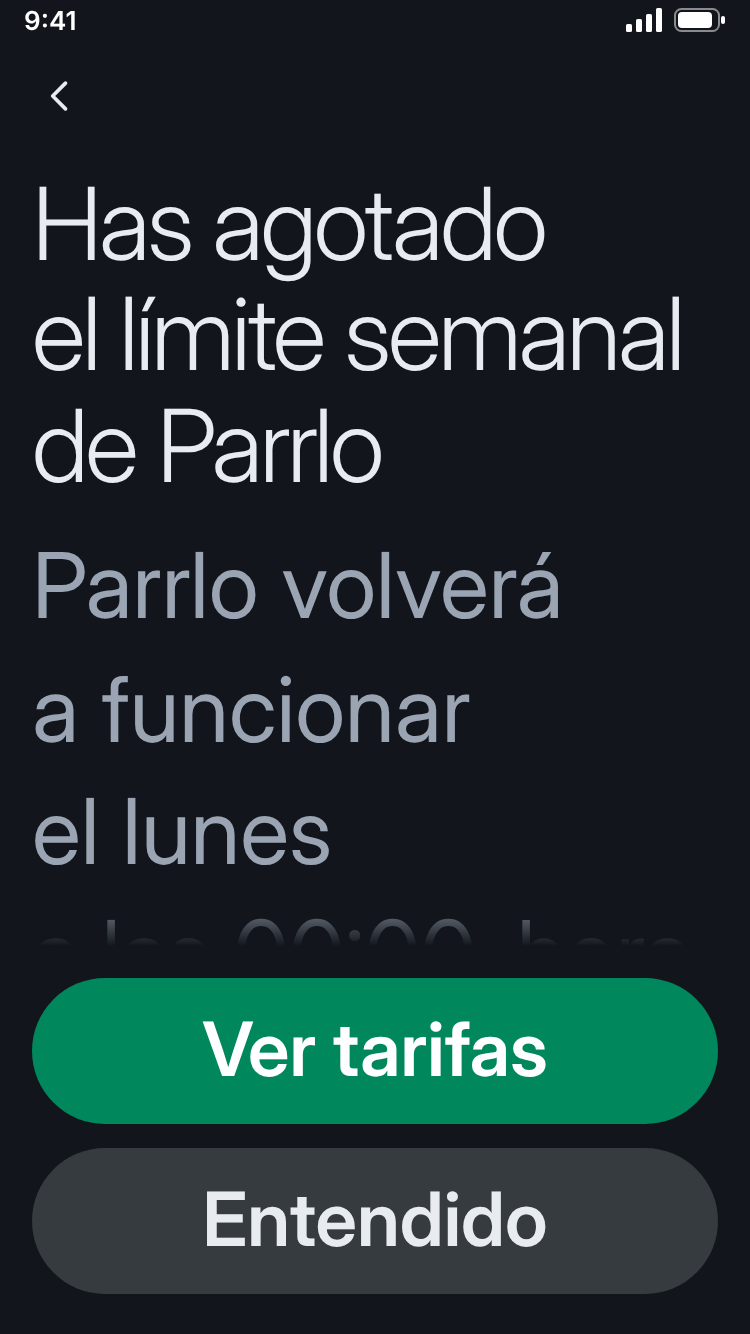 9:41
Has agotado
el límite semanal
de Parrlo
Parrlo volverá
a funcionar
el lunes
Ver tarifas
Entendido